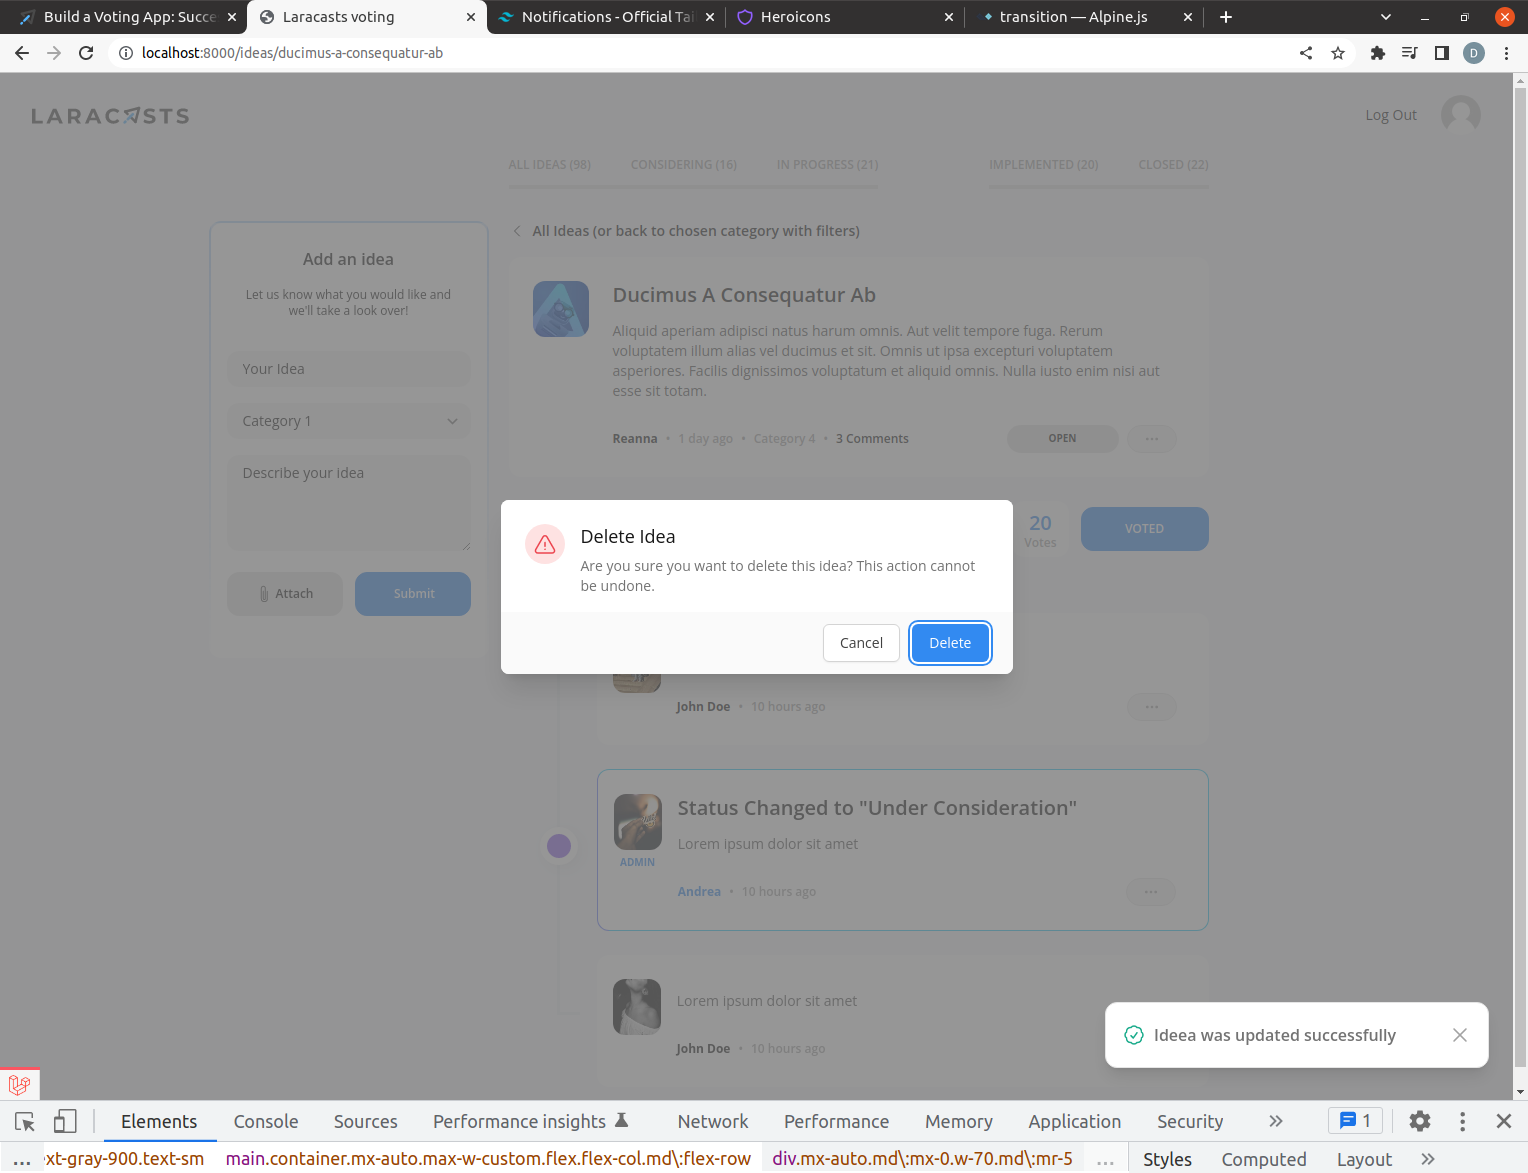 Build a Voting App: Succe
Laracasts voting
Notifications - Official Tail
Heroicons
transition — Alpine.js
localhost:8000/ideas/ducimus-a-consequatur-ab
D
LARACASTS
Log Out
ALL IDEAS (98)
CONSIDERING (16)
IN PROGRESS (21)
IMPLEMENTED (20)
CLOSED (22)
Add an idea
Let us know what you would like and
we'll take a look over!
Your Idea
Category 1
Describe your idea
Attach
Submit
All Ideas (or back to chosen category with filters)
Ducimus A Consequatur Ab
Aliquid aperiam adipisci natus harum omnis. Aut velit tempore fuga. Rerum
voluptatem illum alias vel ducimus et sit. Omnis ut ipsa excepturi voluptatem
asperiores. Facilis dignissimos voluptatum et aliquid omnis. Nulla iusto enim nisi aut
esse sit totam.
Reanna • 1 day ago • Category 4 • 3 Comments
OPEN
20
Votes
VOTED
Delete Idea
Are you sure you want to delete this idea? This action cannot
be undone.
Cancel
Delete
John Doe • 10 hours ago
Status Changed to "Under Consideration"
Lorem ipsum dolor sit amet
ADMIN
Andrea • 10 hours ago
Lorem ipsum dolor sit amet
John Doe • 10 hours ago
Ideea was updated successfully
Elements
Console
Sources
Performance insights
Network
Performance
Memory
Application
Security
1
... xt-gray-900.text-sm
main.container.mx-auto.max-w-custom.flex.flex-col.md\:flex-row
div.mx-auto.md\:mx-0.w-70.md\:mr-5
...
Styles
Computed
Layout